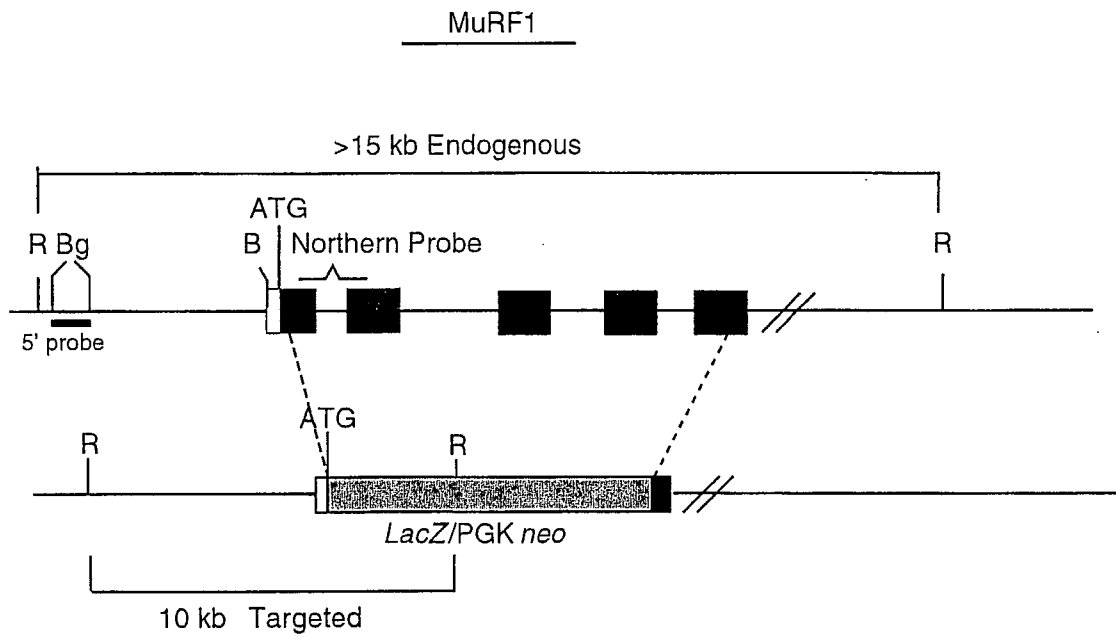 MuRF1
>15 kb Endogenous
ATG
R Bg B Northern Probe R
5' probe
ATG
R R
LacZ/PGK neo
10 kb Targeted